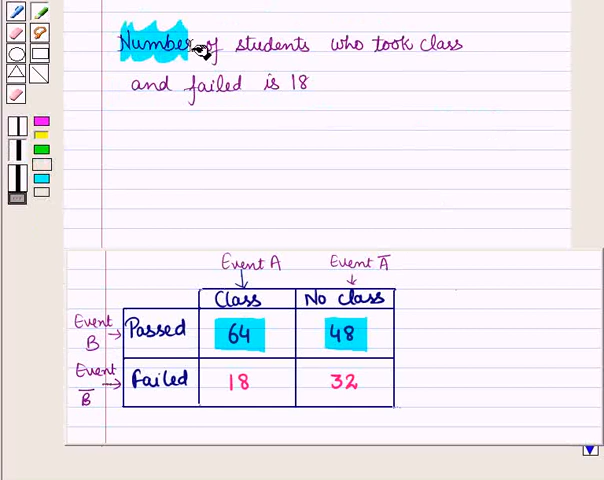 Number of students who took class
and failed is 18
Event A Event A̅
Class No class
Event B Passed 64 48
Event B̅ Failed 18 32